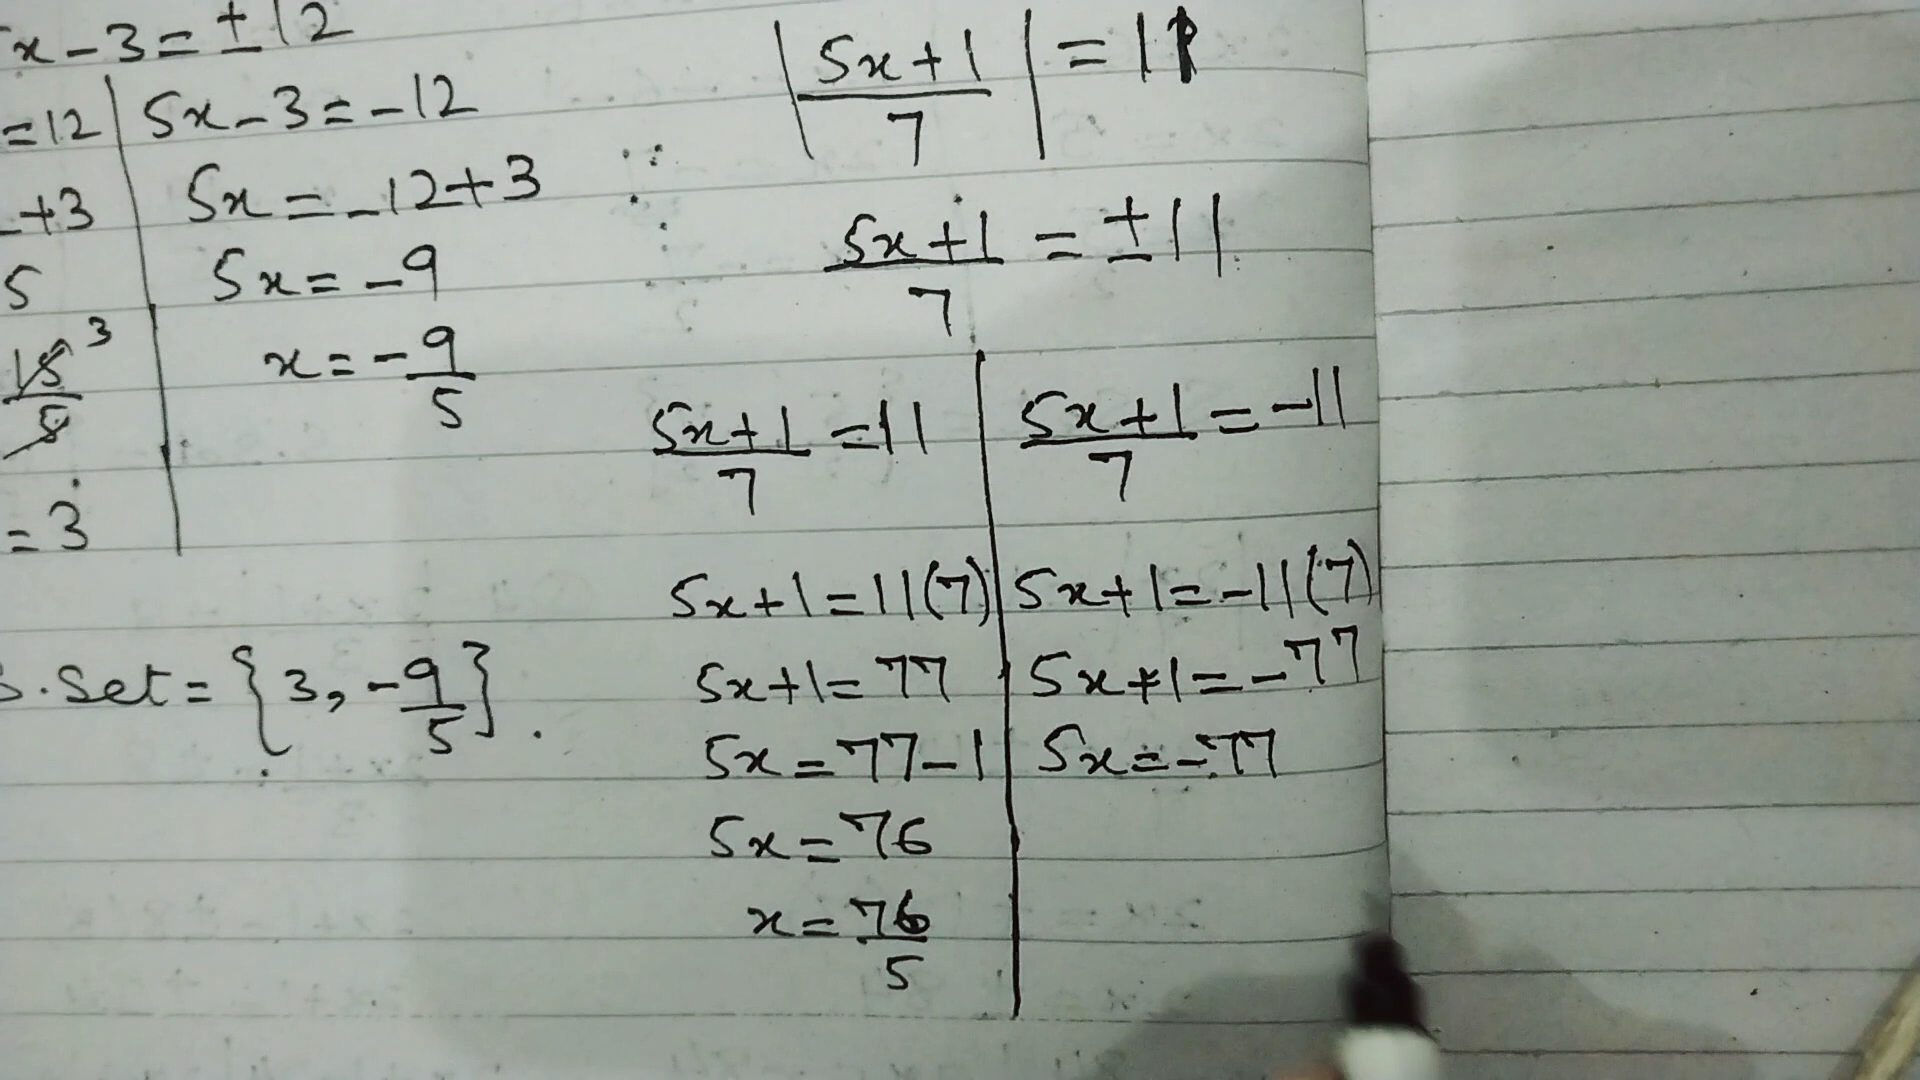 x-3=±12
=12 | 5x-3=-12
+3 | 5x=-12+3
5 | 5x=-9
15/5 3 | x=-9/5
=3
S.Set={3,-9/5}.
|5x+1/7|=11
5x+1/7=±11
5x+1/7=11 | 5x+1/7=-11
5x+1=11(7) | 5x+1=-11(7)
5x+1=77 | 5x+1=-77
5x=77-1 | 5x=-77
5x=76
x=76/5